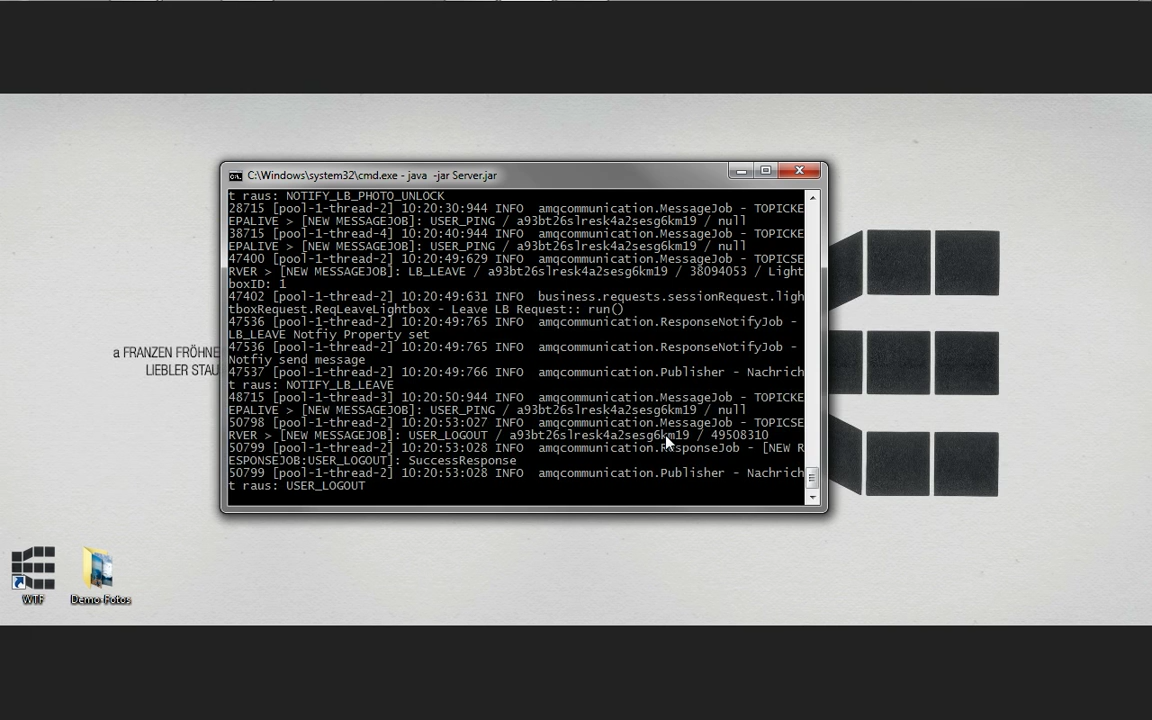 C:\Windows\system32\cmd.exe - java  -jar Server.jar
t raus: NOTIFY_LB_PHOTO_UNLOCK
28715 [pool-1-thread-2] 10:20:30:944 INFO  amqcommunication.MessageJob - TOPICKE
EPALIVE > [NEW MESSAGEJOB]: USER_PING / a93bt26slresk4a2sesg6km19 / null
38715 [pool-1-thread-4] 10:20:40:944 INFO  amqcommunication.MessageJob - TOPICKE
EPALIVE > [NEW MESSAGEJOB]: USER_PING / a93bt26slresk4a2sesg6km19 / null
47400 [pool-1-thread-2] 10:20:49:629 INFO  amqcommunication.MessageJob - TOPICSE
RVER > [NEW MESSAGEJOB]: LB_LEAVE / a93bt26slresk4a2sesg6km19 / 38094053 / Light
boxID: 1
47402 [pool-1-thread-2] 10:20:49:631 INFO  business.requests.sessionRequest.ligh
tboxRequest.ReqLeaveLightbox - Leave LB Request:: run()
47536 [pool-1-thread-2] 10:20:49:765 INFO  amqcommunication.ResponseNotifyJob -
LB_LEAVE Notfiy Property set
47536 [pool-1-thread-2] 10:20:49:765 INFO  amqcommunication.ResponseNotifyJob -
Notfiy send message
47537 [pool-1-thread-2] 10:20:49:766 INFO  amqcommunication.Publisher - Nachrich
t raus: NOTIFY_LB_LEAVE
48715 [pool-1-thread-3] 10:20:50:944 INFO  amqcommunication.MessageJob - TOPICKE
EPALIVE > [NEW MESSAGEJOB]: USER_PING / a93bt26slresk4a2sesg6km19 / null
50798 [pool-1-thread-2] 10:20:53:027 INFO  amqcommunication.MessageJob - TOPICSE
RVER > [NEW MESSAGEJOB]: USER_LOGOUT / a93bt26slresk4a2sesg6km19 / 49508310
50799 [pool-1-thread-2] 10:20:53:028 INFO  amqcommunication.ResponseJob - [NEW R
ESPONSEJOB:USER_LOGOUT]: SuccessResponse
50799 [pool-1-thread-2] 10:20:53:028 INFO  amqcommunication.Publisher - Nachrich
t raus: USER_LOGOUT
a FRANZEN FRÖHNE
LIEBLER STAU
WTF
Demo-Fotos